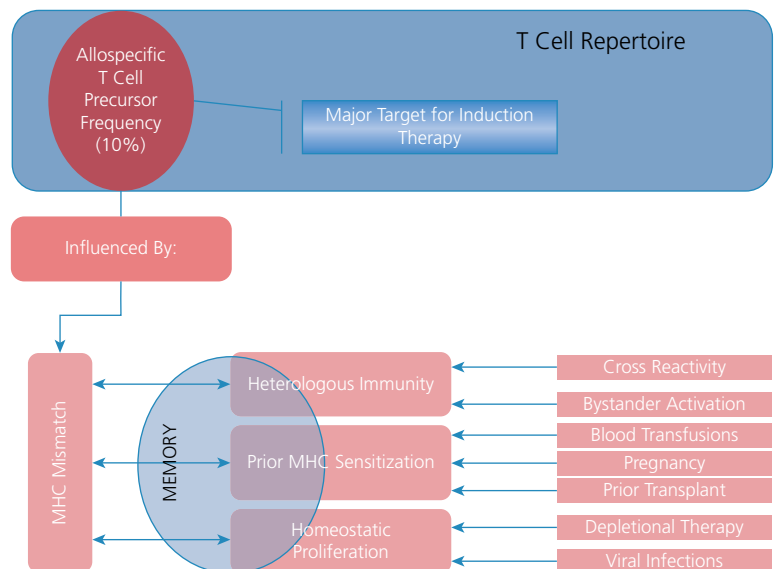 T Cell Repertoire
Allospecific
T Cell
Precursor
Frequency
(10%)
Major Target for Induction
Therapy
Influenced By:
MHC Mismatch
MEMORY
Heterologous Immunity
Prior MHC Sensitization
Homeostatic
Proliferation
Cross Reactivity
Bystander Activation
Blood Transfusions
Pregnancy
Prior Transplant
Depletional Therapy
Viral Infections